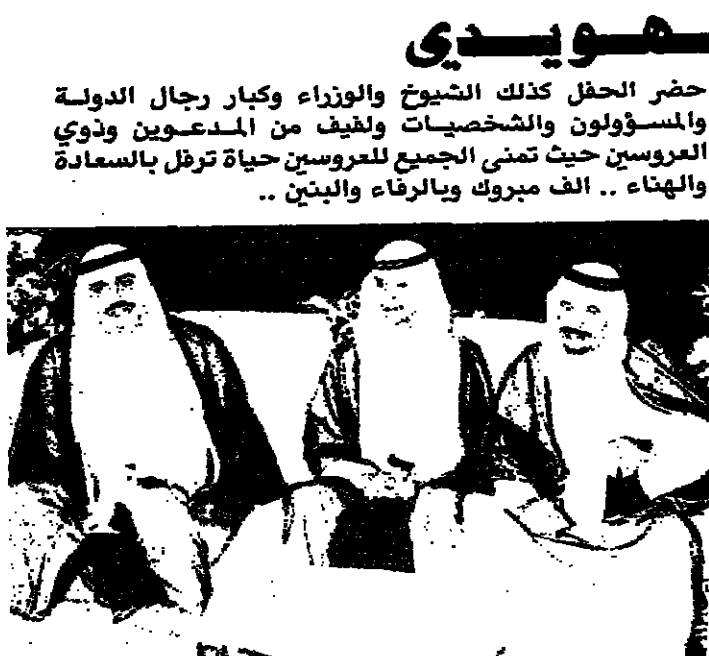 هويدي
حضر الحفل كذلك الشيوخ والوزراء وكبار رجال الدولة
والمسؤولون والشخصيات ولفيف من المدعوين وذوي
العروسين حيث تمنى الجميع للعروسين حياة ترفل بالسعادة
والهناء .. الف مبروك وبالرفاء والبنين ..